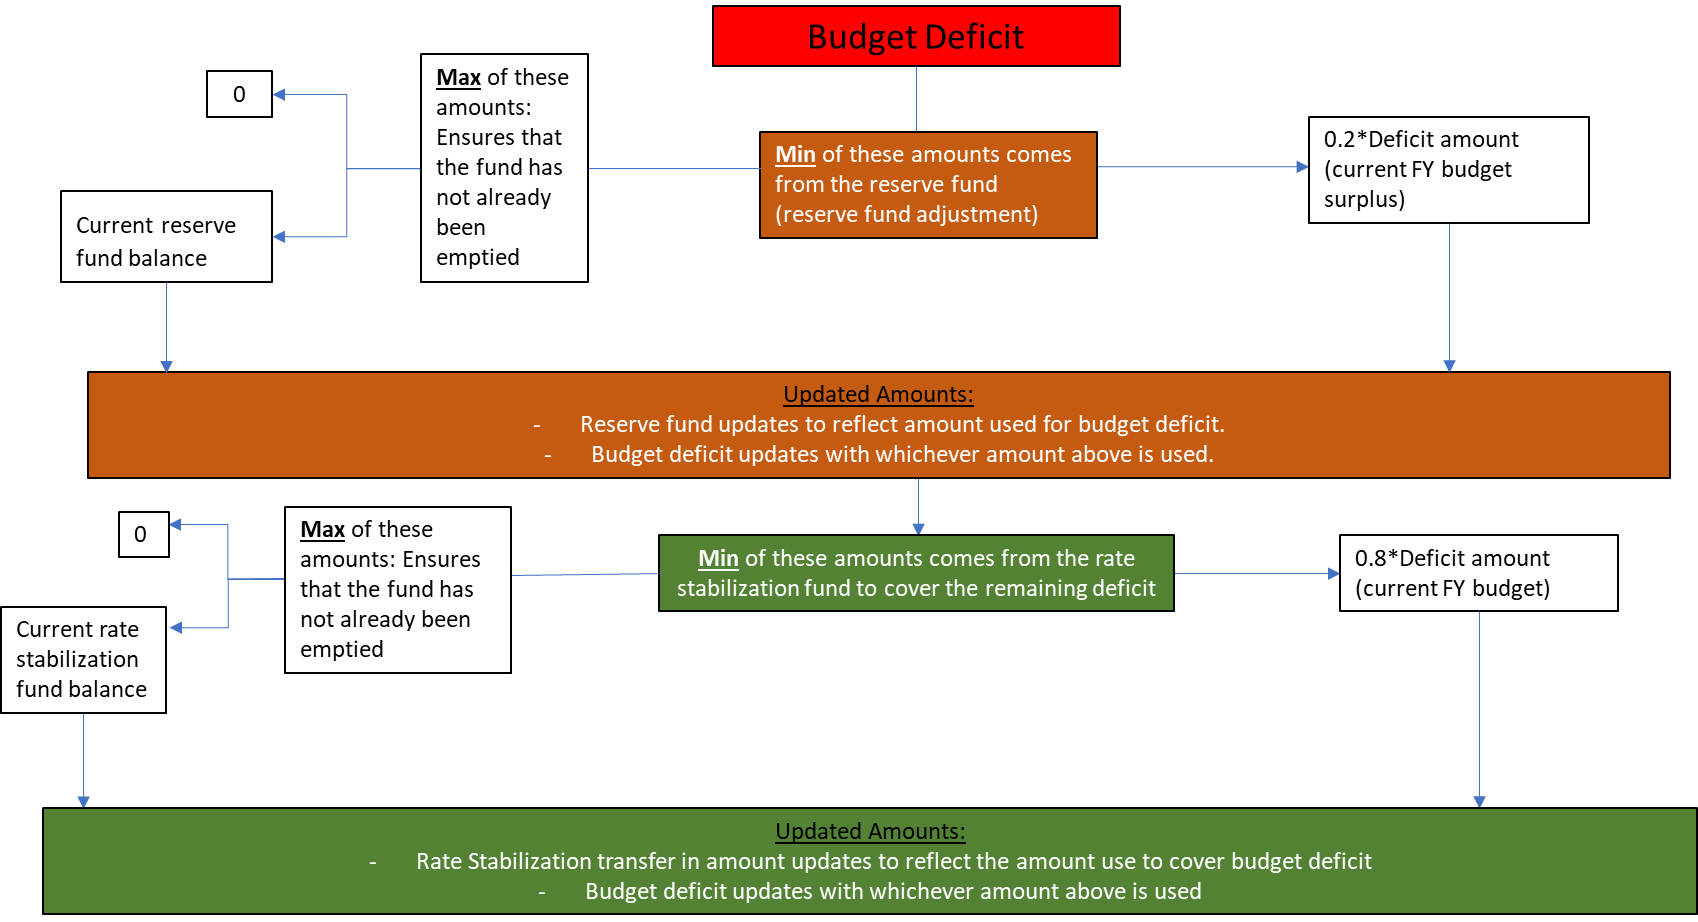 Budget Deficit
0
Max of these
amounts:
Ensures that
the fund has
not already
been
emptied
Min of these amounts comes
from the reserve fund
(reserve fund adjustment)
0.2*Deficit amount
(current FY budget
surplus)
Current reserve
fund balance
Updated Amounts:
- Reserve fund updates to reflect amount used for budget deficit.
- Budget deficit updates with whichever amount above is used.
0
Max of these
amounts: Ensures
that the fund has
not already been
emptied
Min of these amounts comes from the rate
stabilization fund to cover the remaining deficit
0.8*Deficit amount
(current FY budget)
Current rate
stabilization
fund balance
Updated Amounts:
- Rate Stabilization transfer in amount updates to reflect the amount use to cover budget deficit
- Budget deficit updates with whichever amount above is used